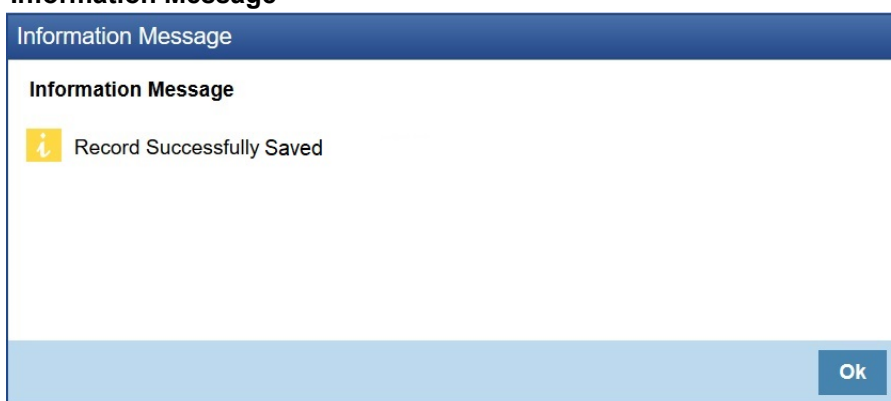 Information Message
Information Message
Information Message
i Record Successfully Saved
Ok